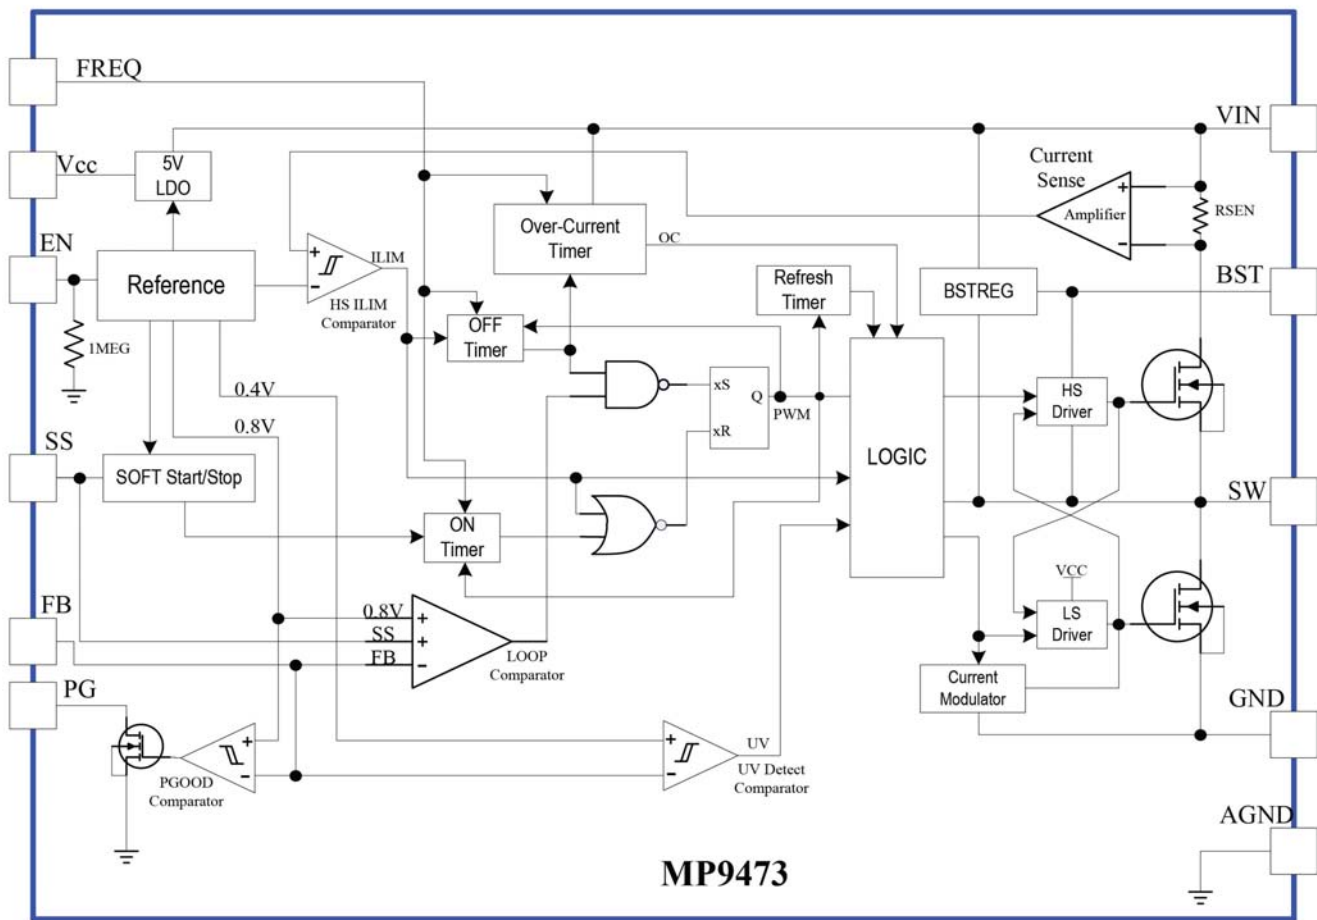 FREQ
VIN
Vcc
5V
LDO
Current
Sense
+
Amplifier
−
RSEN
Over-Current
Timer
OC
EN
Reference
+
−
ILIM
HS ILIM
Comparator
Refresh
Timer
BSTREG
BST
1MEG
OFF
Timer
0.4V
0.8V
xS
Q
xR
PWM
LOGIC
HS
Driver
SS
SOFT Start/Stop
SW
ON
Timer
VCC
LS
Driver
FB
0.8V
+
SS
+
FB
−
LOOP
Comparator
Current
Modulator
PG
GND
+
−
PGOOD
Comparator
+
−
UV
UV Detect
Comparator
AGND
MP9473